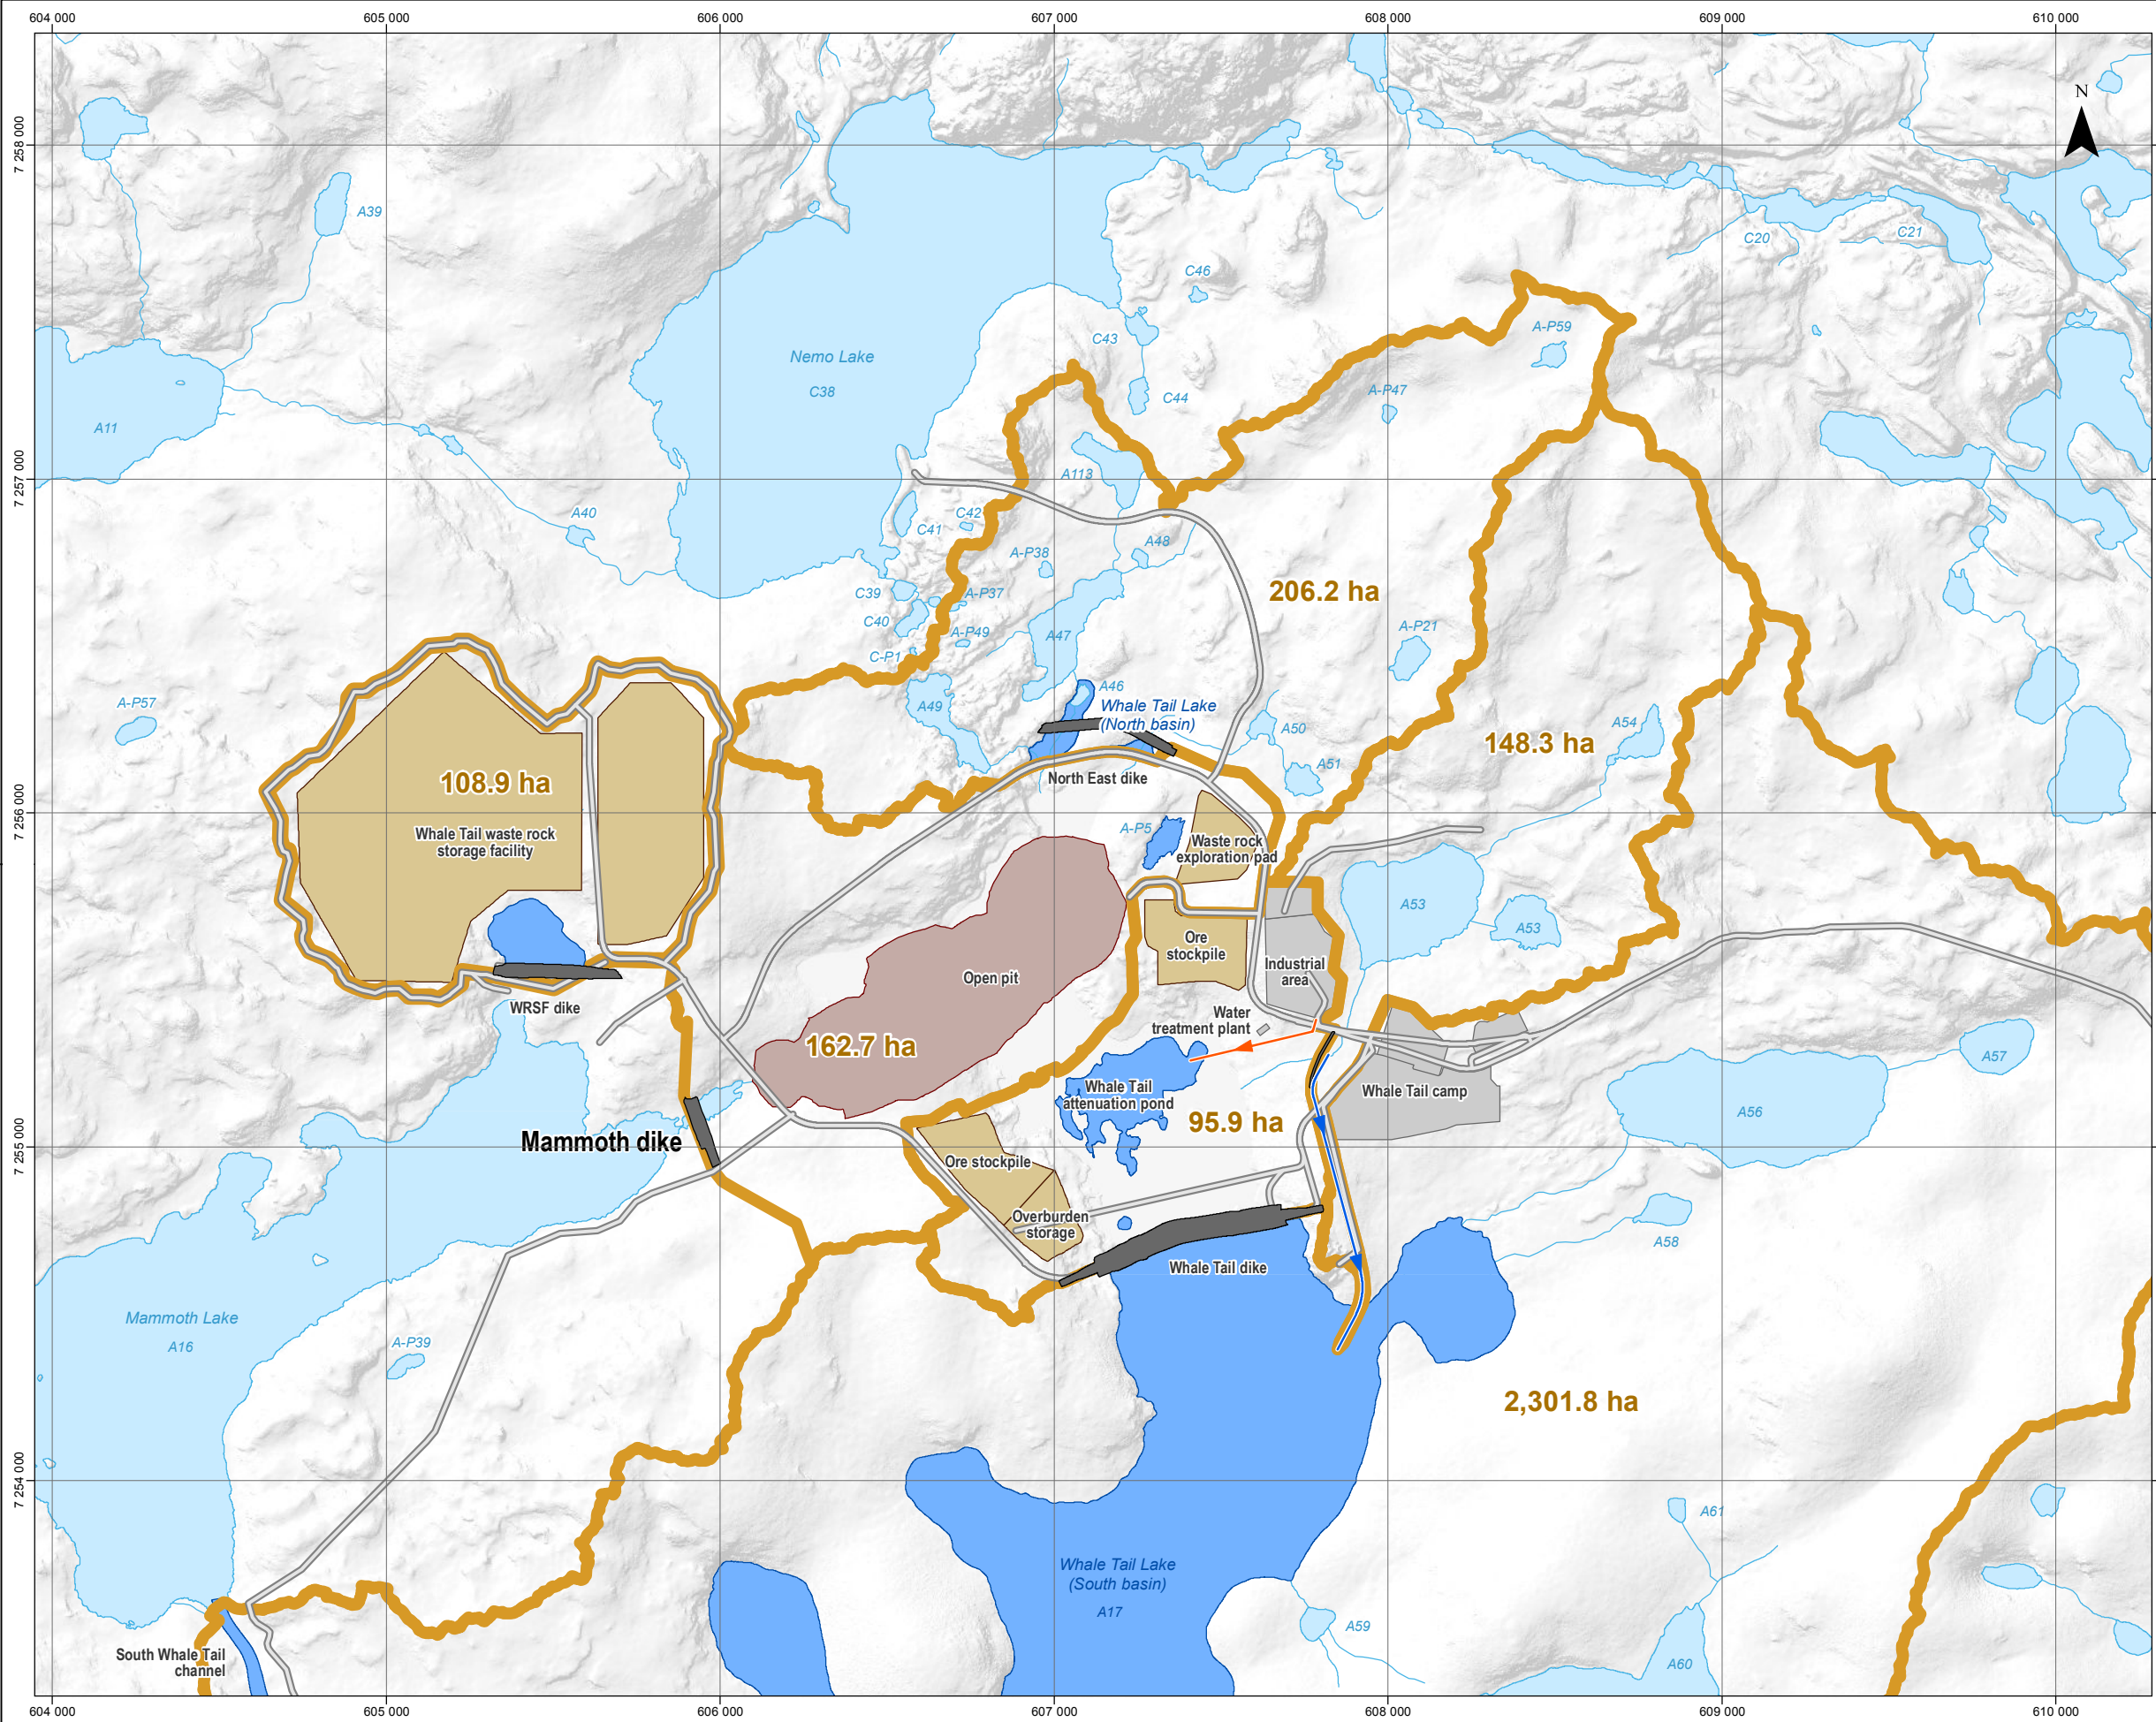 604 000
605 000
606 000
607 000
608 000
609 000
610 000
N
7 258 000
A39
C20
C21
C46
C43
A-P59
Nemo Lake
C38
A-P47
C44
A11
A113
7 257 000
A40
C42
C41
A-P38
A48
C39
A-P37
206.2 ha
C40
A-P49
A47
A-P21
C-P1
A46
A-P57
A49
Whale Tail Lake
(North basin)
A50
A54
148.3 ha
A51
108.9 ha
North East dike
7 256 000
Whale Tail waste rock
storage facility
A-P5
Waste rock
exploration pad
A53
A53
Ore
stockpile
Open pit
Industrial
area
WRSF dike
Water
treatment plant
162.7 ha
A57
Whale Tail
attenuation pond
Whale Tail camp
A56
95.9 ha
7 255 000
Mammoth dike
Ore stockpile
Overburden
storage
A58
Whale Tail dike
Mammoth Lake
A16
A-P39
2,301.8 ha
7 254 000
A61
Whale Tail Lake
(South basin)
A17
A59
South Whale Tail
channel
A60
604 000
605 000
606 000
607 000
608 000
609 000
610 000